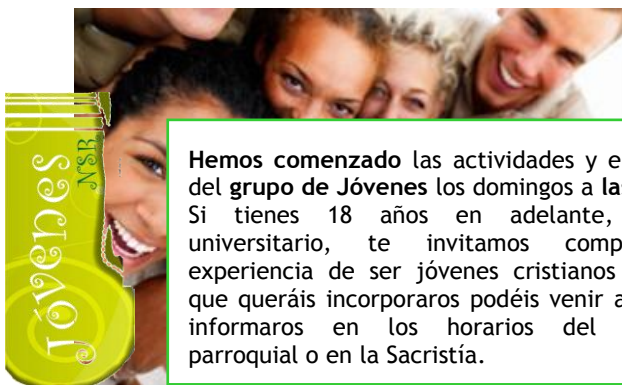 Jóvenes
NSB
Hemos comenzado las actividades y e
del grupo de Jóvenes los domingos a la
Si tienes 18 años en adelante,
universitario, te invitamos comp
experiencia de ser jóvenes cristianos
que queráis incorporaros podéis venir a
informaros en los horarios del
parroquial o en la Sacristía.